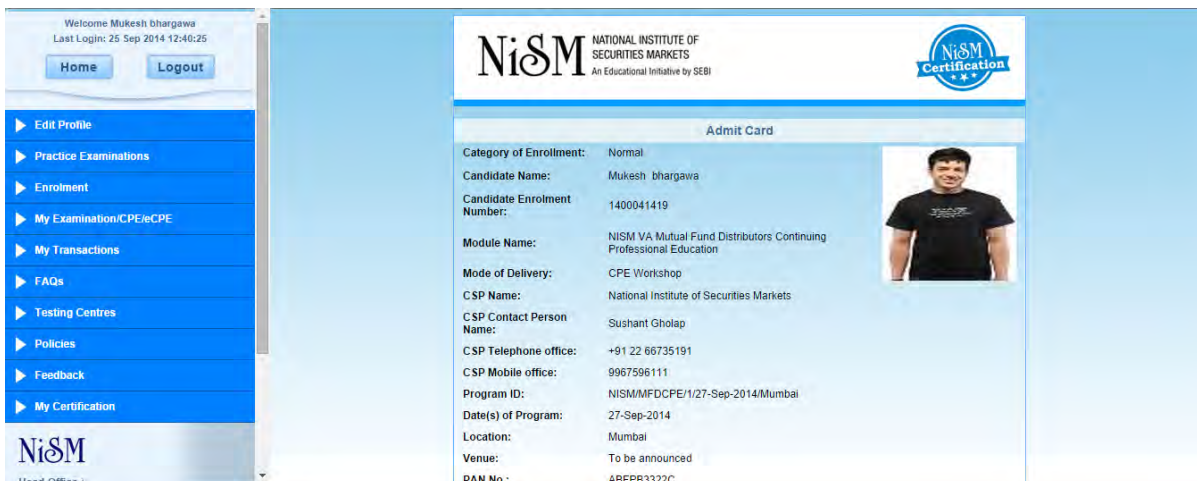 Welcome Mukesh bhargawa
Last Login: 25 Sep 2014 12:40:25
Home Logout
Edit Profile
Practice Examinations
Enrolment
My Examination/CPE/eCPE
My Transactions
FAQs
Testing Centres
Policies
Feedback
My Certification
NiSM
Head Office
NiSM NATIONAL INSTITUTE OF
SECURITIES MARKETS
An Educational Initiative by SEBI
NiSM
Certification
Admit Card
Category of Enrollment: Normal
Candidate Name: Mukesh bhargawa
Candidate Enrolment
Number: 1400041419
Module Name: NISM VA Mutual Fund Distributors Continuing
Professional Education
Mode of Delivery: CPE Workshop
CSP Name: National Institute of Securities Markets
CSP Contact Person
Name: Sushant Gholap
CSP Telephone office: +91 22 66735191
CSP Mobile office: 9967596111
Program ID: NISM/MFDCPE/1/27-Sep-2014/Mumbai
Date(s) of Program: 27-Sep-2014
Location: Mumbai
Venue: To be announced
PAN No.: ABFPB3322C